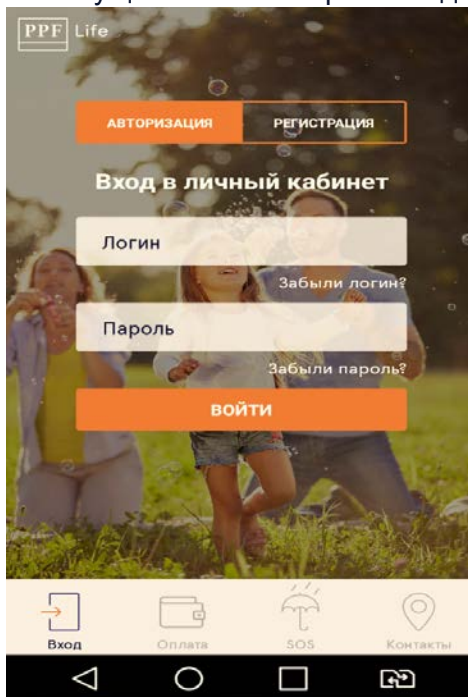 PPF Life
АВТОРИЗАЦИЯ РЕГИСТРАЦИЯ
Вход в личный кабинет
Логин
Забыли логин?
Пароль
Забыли пароль?
ВОЙТИ
Вход Оплата SOS Контакты